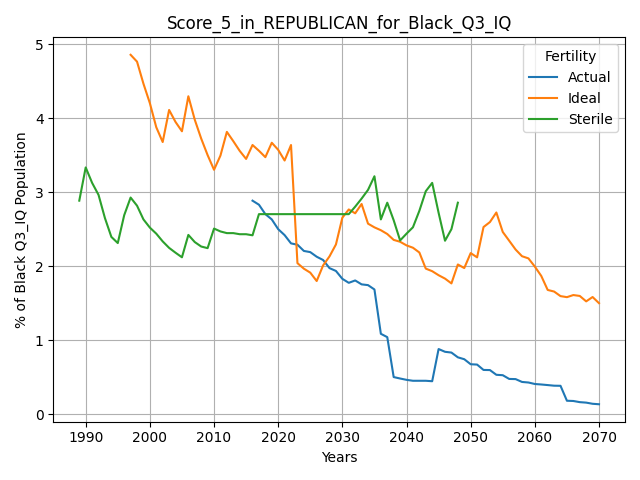 Score_5_in_REPUBLICAN_for_Black_Q3_IQ
% of Black Q3_IQ Population
5
4
3
2
1
0
Fertility
Actual
Ideal
Sterile
1990 2000 2010 2020 2030 2040 2050 2060 2070
Years